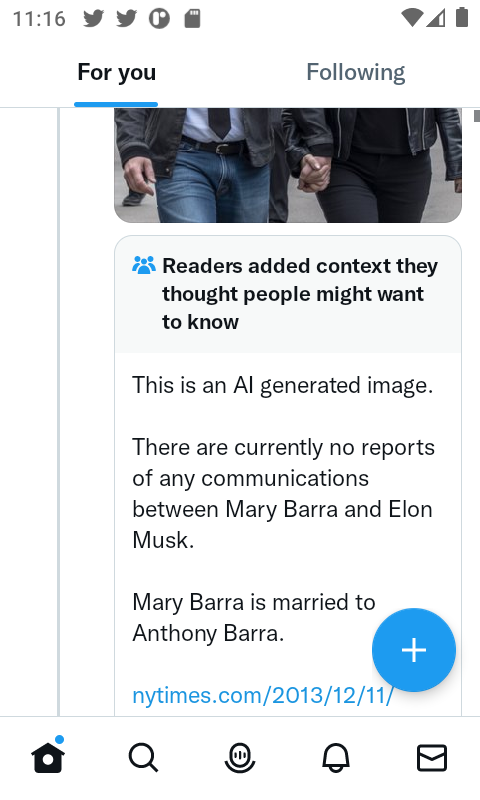 11:16
For you
Following
Readers added context they
thought people might want
to know
This is an AI generated image.
There are currently no reports
of any communications
between Mary Barra and Elon
Musk.
Mary Barra is married to
Anthony Barra.
nytimes.com/2013/12/11/